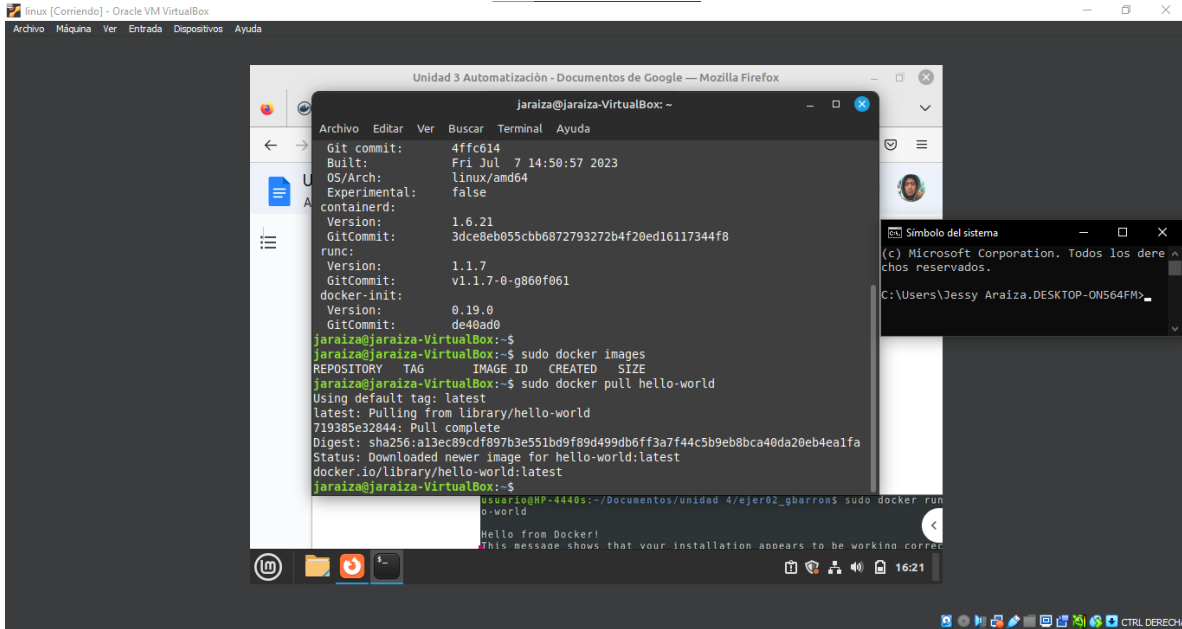 linux [Corriendo] - Oracle VM VirtualBox
Archivo Máquina Ver Entrada Dispositivos Ayuda
Unidad 3 Automatizaciòn - Documentos de Google — Mozilla Firefox
jaraiza@jaraiza-VirtualBox: ~
Archivo Editar Ver Buscar Terminal Ayuda
Git commit: 4ffc614
Built: Fri Jul 7 14:50:57 2023
OS/Arch: linux/amd64
Experimental: false
containerd:
Version: 1.6.21
GitCommit: 3dce8eb055cbb6872793272b4f20ed16117344f8
runc:
Version: 1.1.7
GitCommit: v1.1.7-0-g860f061
docker-init:
Version: 0.19.0
GitCommit: de40ad0
jaraiza@jaraiza-VirtualBox:~$
jaraiza@jaraiza-VirtualBox:~$ sudo docker images
REPOSITORY TAG IMAGE ID CREATED SIZE
jaraiza@jaraiza-VirtualBox:~$ sudo docker pull hello-world
Using default tag: latest
latest: Pulling from library/hello-world
719385e32844: Pull complete
Digest: sha256:a13ec89cdf897b3e551bd9f89d499db6ff3a7f44c5b9eb8bca40da20eb4ea1fa
Status: Downloaded newer image for hello-world:latest
docker.io/library/hello-world:latest
jaraiza@jaraiza-VirtualBox:~$
Símbolo del sistema
(c) Microsoft Corporation. Todos los dere
chos reservados.
C:\Users\Jessy Araiza.DESKTOP-ON564FM>
usuario@HP-4440s:~/Documentos/unidad 4/ejer02_gbarron$ sudo docker run
o-world
Hello from Docker!
This message shows that your installation appears to be working correc
16:21
CTRL DERECHA